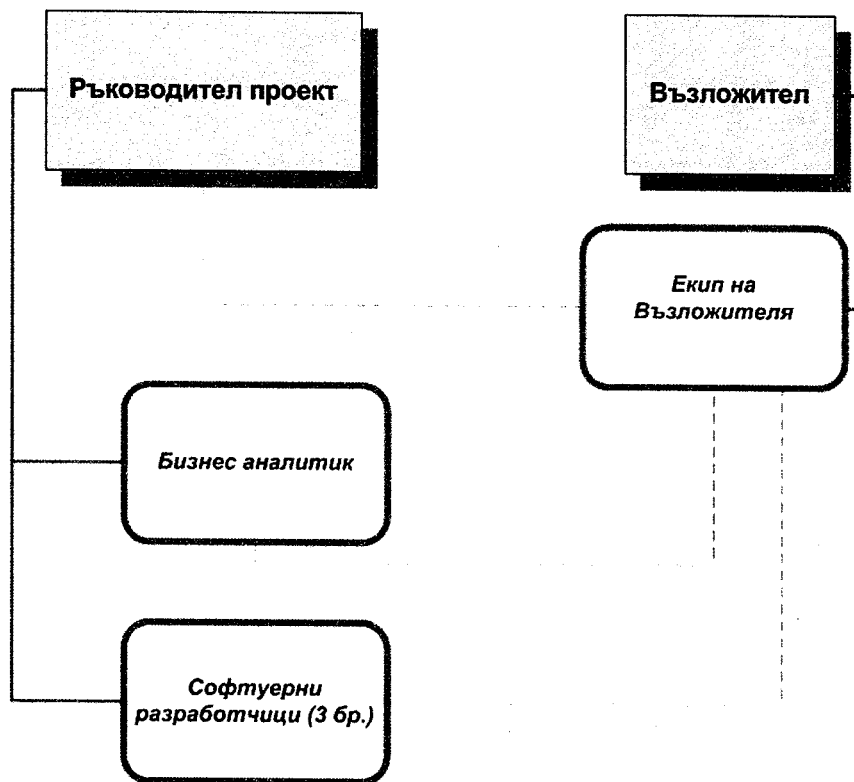 Ръководител проект
Възложител
Екип на
Възложителя
Бизнес аналитик
Софтуерни
разработчици (3 бр.)